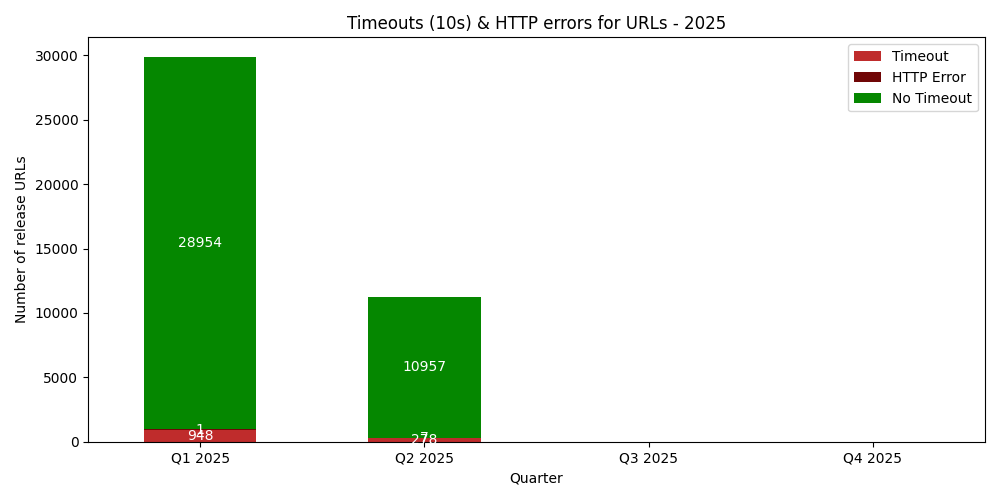 Timeouts (10s) & HTTP errors for URLs - 2025
Timeout
HTTP Error
No Timeout
Number of release URLs
30000
25000
20000
15000
10000
5000
0
28954
1
948
10957
7
278
Q1 2025
Q2 2025
Q3 2025
Q4 2025
Quarter